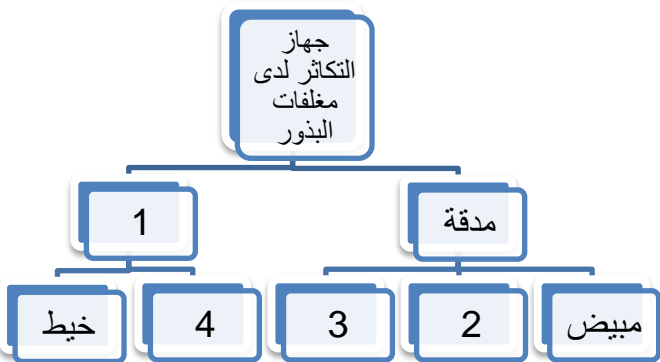 جهاز
التكاثر لدى
مغلفات
البذور
مدقة
1
مبيض
2
3
4
خيط